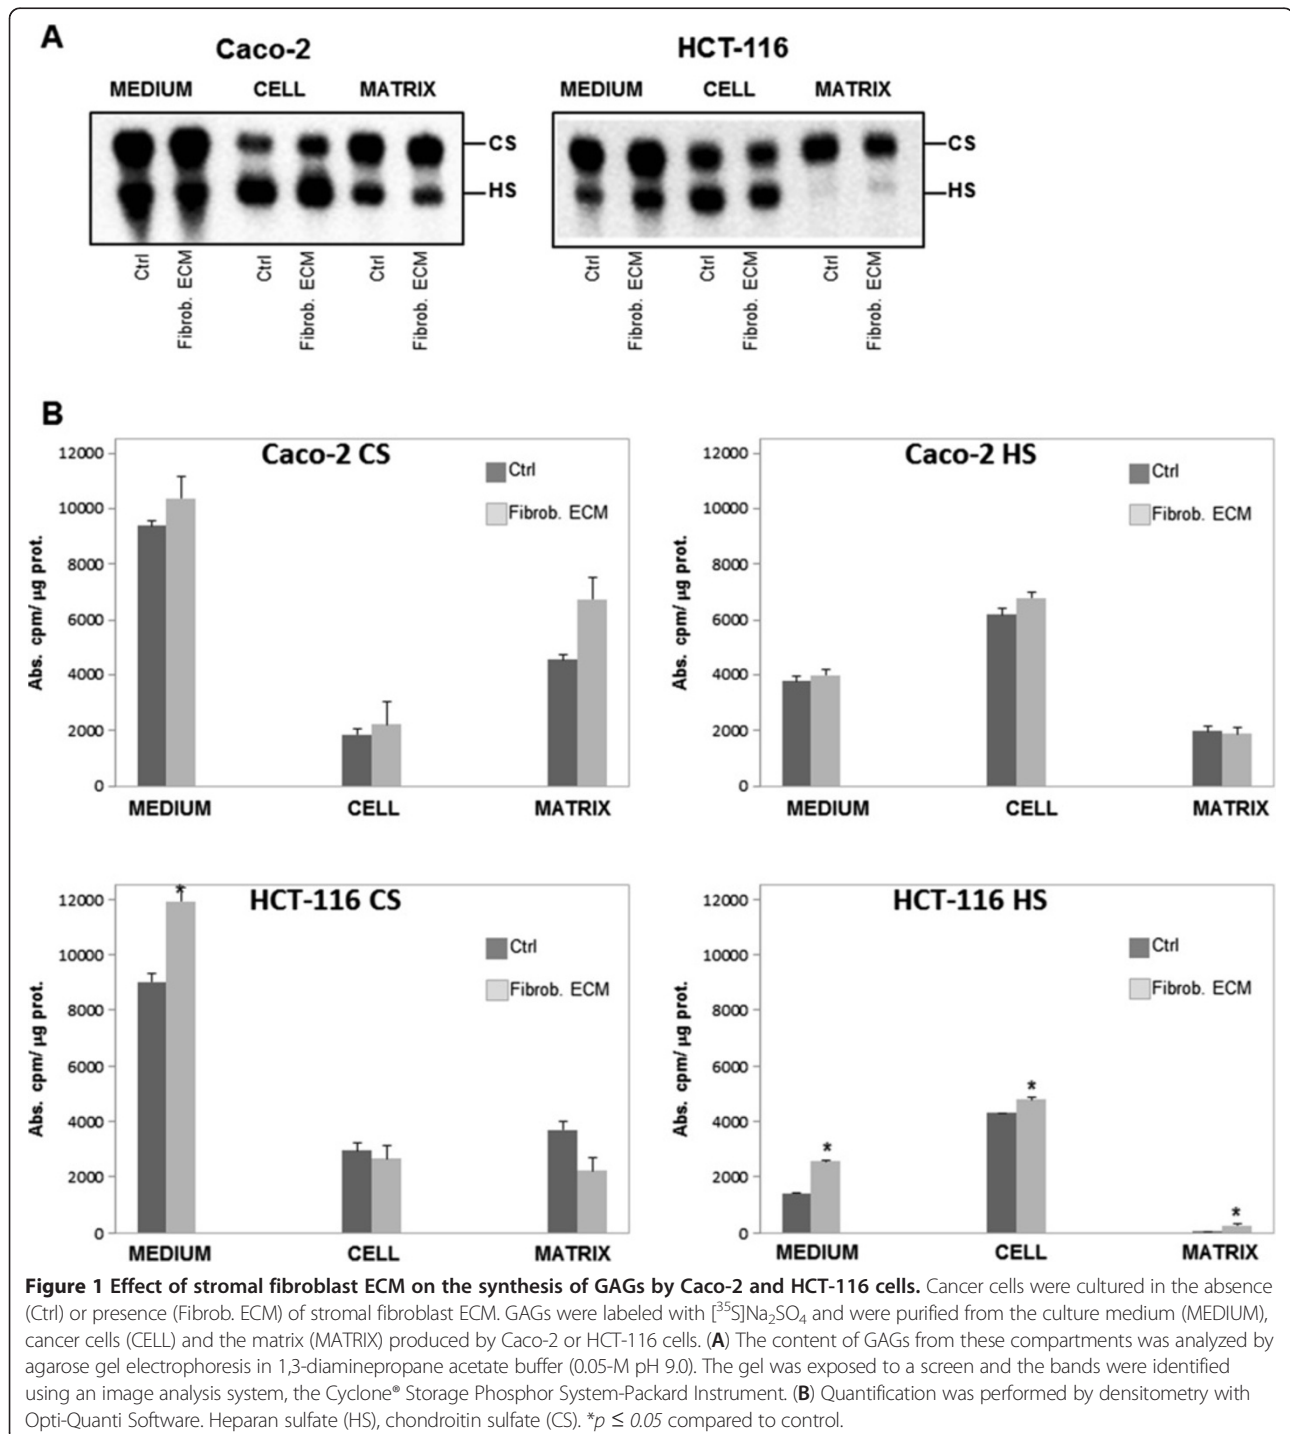 A
Caco-2
HCT-116
MEDIUM CELL MATRIX
MEDIUM CELL MATRIX
CS
HS
CS
HS
Ctrl
Fibrob. ECM
Ctrl
Fibrob. ECM
Ctrl
Fibrob. ECM
Ctrl
Fibrob. ECM
Ctrl
Fibrob. ECM
Ctrl
Fibrob. ECM
B
Caco-2 CS
Ctrl
Fibrob. ECM
Abs. cpm/ µg prot.
12000
10000
8000
6000
4000
2000
0
MEDIUM CELL MATRIX
Caco-2 HS
Ctrl
Fibrob. ECM
Abs. cpm/ µg prot.
12000
10000
8000
6000
4000
2000
0
MEDIUM CELL MATRIX
HCT-116 CS
Ctrl
Fibrob. ECM
Abs. cpm/ µg prot.
12000
10000
8000
6000
4000
2000
0
*
MEDIUM CELL MATRIX
HCT-116 HS
Ctrl
Fibrob. ECM
Abs. cpm/ µg prot.
12000
10000
8000
6000
4000
2000
0
*
*
*
MEDIUM CELL MATRIX
Figure 1 Effect of stromal fibroblast ECM on the synthesis of GAGs by Caco-2 and HCT-116 cells. Cancer cells were cultured in the absence
(Ctrl) or presence (Fibrob. ECM) of stromal fibroblast ECM. GAGs were labeled with [³⁵S]Na₂SO₄ and were purified from the culture medium (MEDIUM),
cancer cells (CELL) and the matrix (MATRIX) produced by Caco-2 or HCT-116 cells. (A) The content of GAGs from these compartments was analyzed by
agarose gel electrophoresis in 1,3-diaminepropane acetate buffer (0.05-M pH 9.0). The gel was exposed to a screen and the bands were identified
using an image analysis system, the Cyclone® Storage Phosphor System-Packard Instrument. (B) Quantification was performed by densitometry with
Opti-Quanti Software. Heparan sulfate (HS), chondroitin sulfate (CS). *p ≤ 0.05 compared to control.